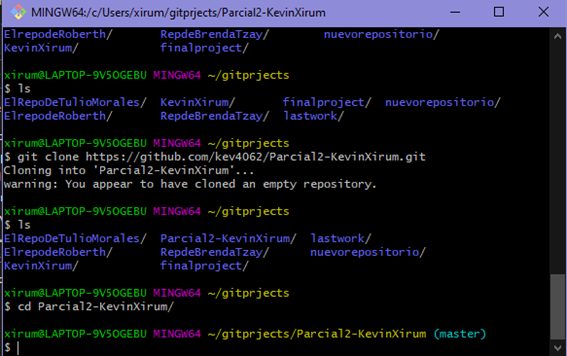 MINGW64:/c/Users/xirum/gitprjects/Parcial2-KevinXirum
ElrepodeRoberth/ RepdeBrendaTzay/ nuevorepositorio/
KevinXirum/ finalproject/
xirum@LAPTOP-9V5OGEBU MINGW64 ~/gitprjects
$ ls
ElRepoDeTulioMorales/ KevinXirum/ finalproject/ nuevorepositorio/
ElrepodeRoberth/ RepdeBrendaTzay/ lastwork/
xirum@LAPTOP-9V5OGEBU MINGW64 ~/gitprjects
$ git clone https://github.com/kev4062/Parcial2-KevinXirum.git
Cloning into 'Parcial2-KevinXirum'...
warning: You appear to have cloned an empty repository.
xirum@LAPTOP-9V5OGEBU MINGW64 ~/gitprjects
$ ls
ElRepoDeTulioMorales/ Parcial2-KevinXirum/ lastwork/
ElrepodeRoberth/ RepdeBrendaTzay/ nuevorepositorio/
KevinXirum/ finalproject/
xirum@LAPTOP-9V5OGEBU MINGW64 ~/gitprjects
$ cd Parcial2-KevinXirum/
xirum@LAPTOP-9V5OGEBU MINGW64 ~/gitprjects/Parcial2-KevinXirum (master)
$